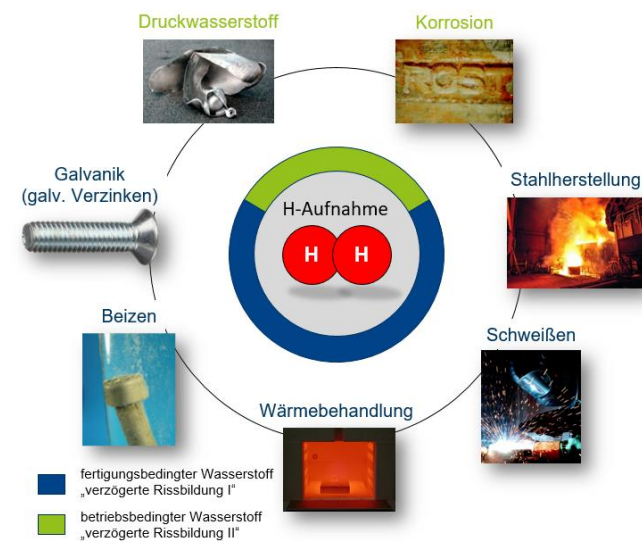 Druckwasserstoff
Korrosion
Galvanik
(galv. Verzinken)
Stahlherstellung
H-Aufnahme
H H
Beizen
Schweißen
Wärmebehandlung
fertigungsbedingter Wasserstoff
„verzögerte Rissbildung I“
betriebsbedingter Wasserstoff
„verzögerte Rissbildung II“